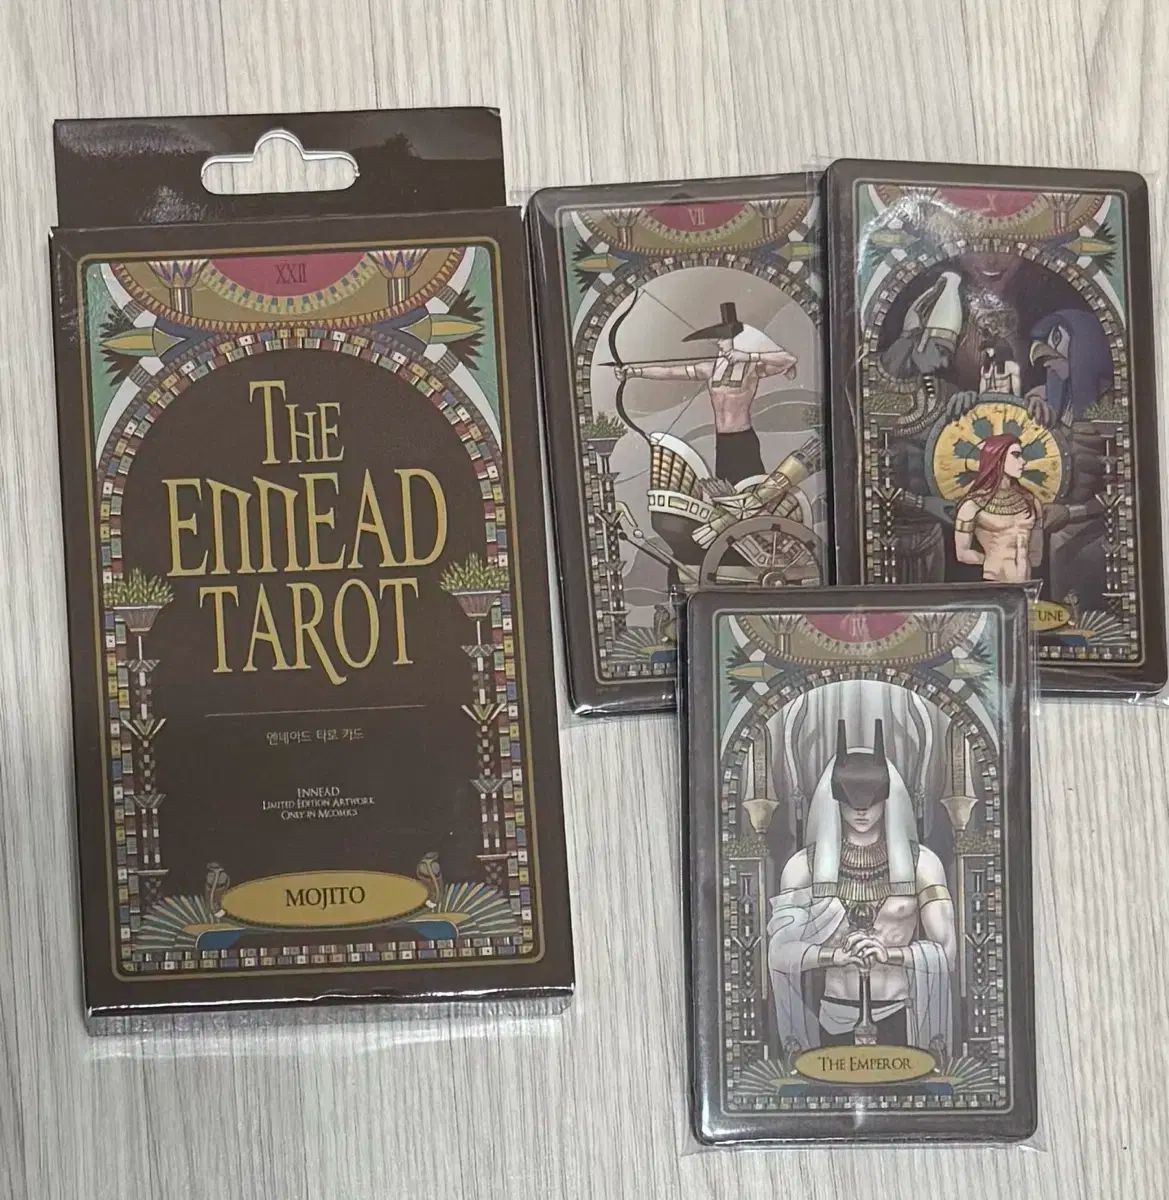 XXII
THE
ENNEAD
TAROT
엔네아드 타로 카드
ENNEAD
LIMITED EDITION ARTWORK
ONLY IN MCOMICS
MOJITO
VII
X
TUNE
IV
THE EMPEROR